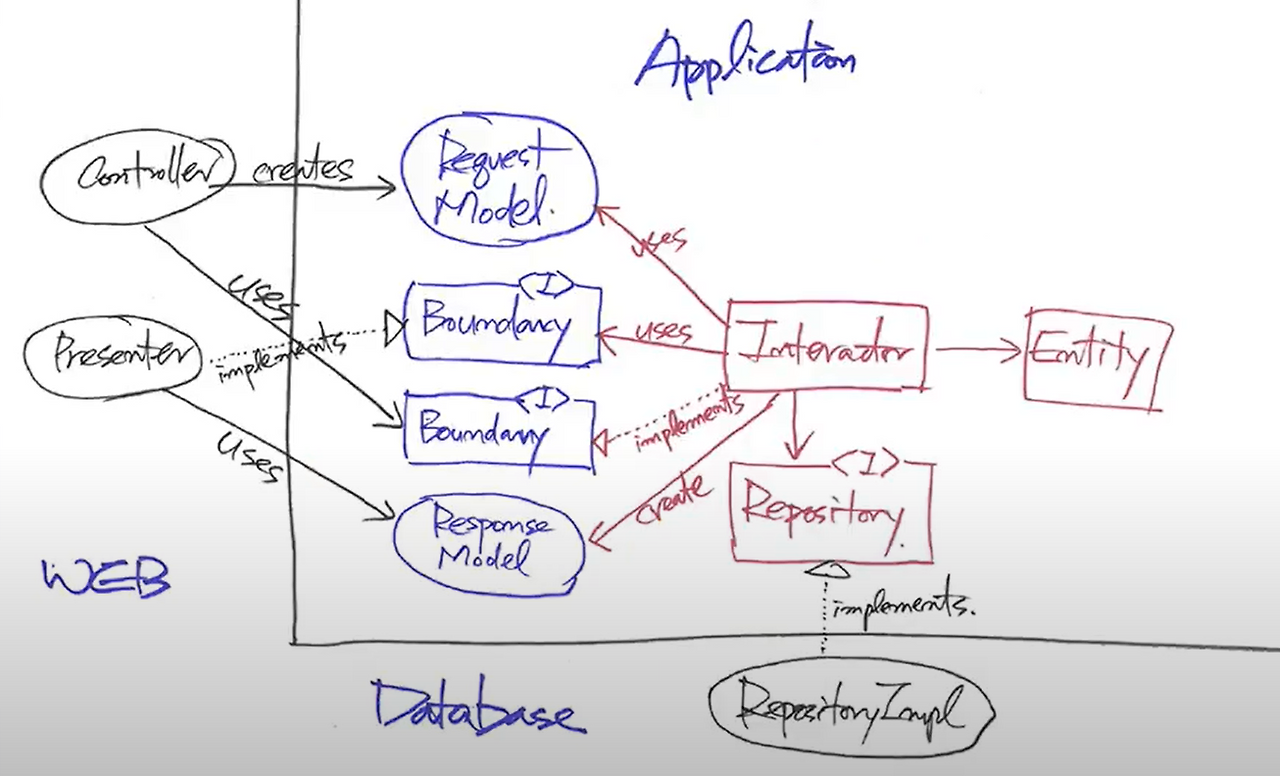 Application
Controller
creates
Request
Model.
uses
uses
<I>
Boundary
uses
Interactor
Entity
Presenter
implements
<I>
Boundary
implements
uses
create
<I>
Repository.
Response
Model
WEB
implements.
Database
RepositoryImpl